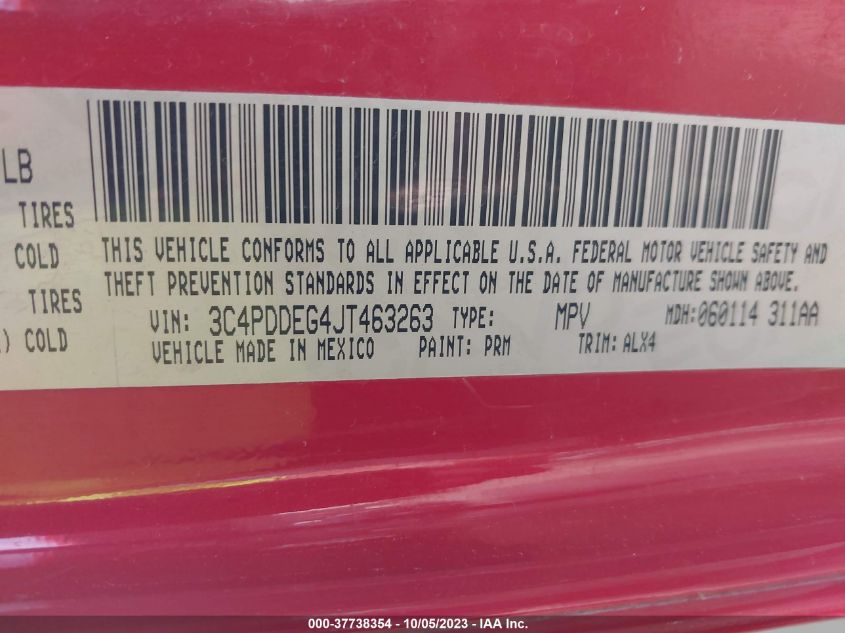 LB
TIRES
COLD
TIRES
) COLD
THIS VEHICLE CONFORMS TO ALL APPLICABLE U.S.A. FEDERAL MOTOR VEHICLE SAFETY AND
THEFT PREVENTION STANDARDS IN EFFECT ON THE DATE OF MANUFACTURE SHOWN ABOVE.
VIN: 3C4PDDEG4JT463263 TYPE: MPV MDH:060114 311AA
VEHICLE MADE IN MEXICO PAINT: PRM TRIM: ALX4
000-37738354 - 10/05/2023 - IAA Inc.